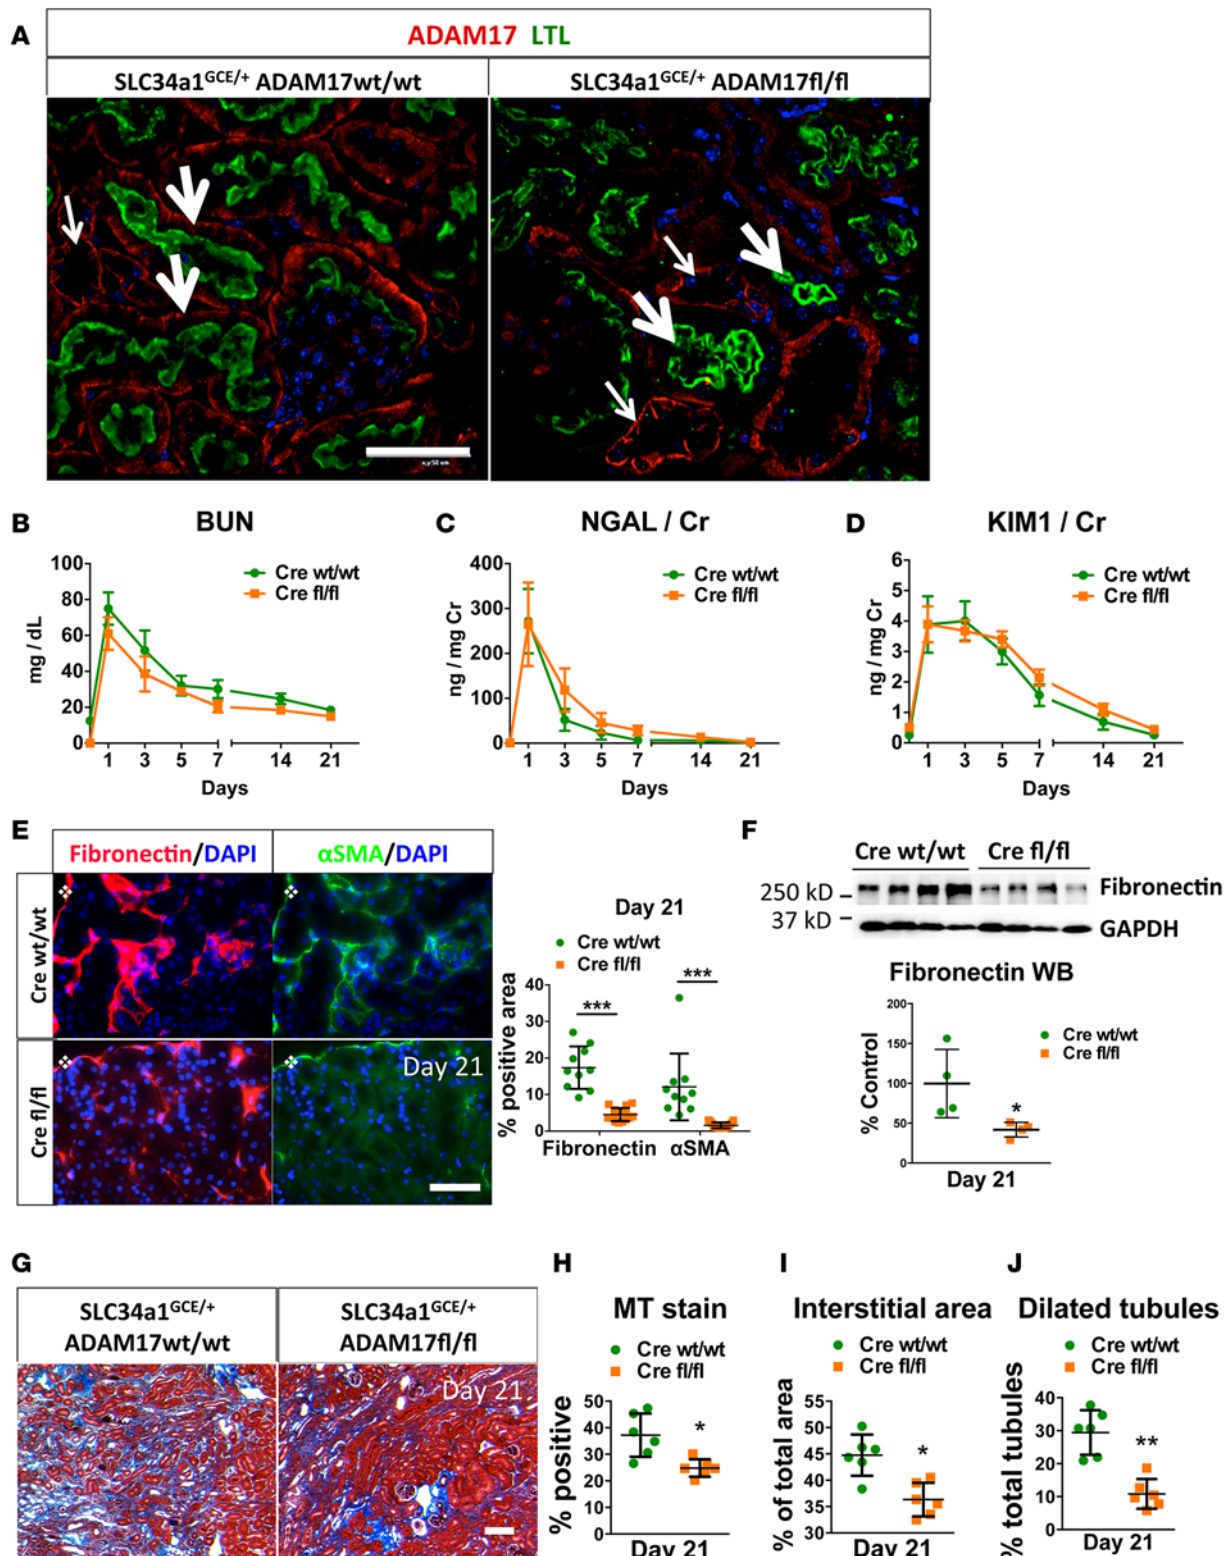 A
ADAM17 LTL
SLC34a1GCE/+ ADAM17wt/wt
SLC34a1GCE/+ ADAM17fl/fl
x,y:50 um
B
BUN
mg / dL
100
80
60
40
20
0
Cre wt/wt
Cre fl/fl
1 3 5 7 14 21
Days
C
NGAL / Cr
ng / mg Cr
400
300
200
100
0
Cre wt/wt
Cre fl/fl
1 3 5 7 14 21
Days
D
KIM1 / Cr
ng / mg Cr
6
5
4
3
2
1
0
Cre wt/wt
Cre fl/fl
1 3 5 7 14 21
Days
E
Fibronectin/DAPI
αSMA/DAPI
Cre wt/wt
Cre fl/fl
Day 21
Day 21
Cre wt/wt
Cre fl/fl
% positive area
40
30
20
10
0
***
***
Fibronectin αSMA
F
Cre wt/wt Cre fl/fl
250 kD
Fibronectin
37 kD
GAPDH
Fibronectin WB
% Control
200
150
100
50
0
Cre wt/wt
Cre fl/fl
*
Day 21
G
SLC34a1GCE/+
ADAM17wt/wt
SLC34a1GCE/+
ADAM17fl/fl
Day 21
H
MT stain
Cre wt/wt
Cre fl/fl
% positive
50
40
30
20
10
0
*
Day 21
I
Interstitial area
Cre wt/wt
Cre fl/fl
% of total area
55
50
45
40
35
30
*
Day 21
J
Dilated tubules
Cre wt/wt
Cre fl/fl
% total tubules
40
30
20
10
0
**
Day 21